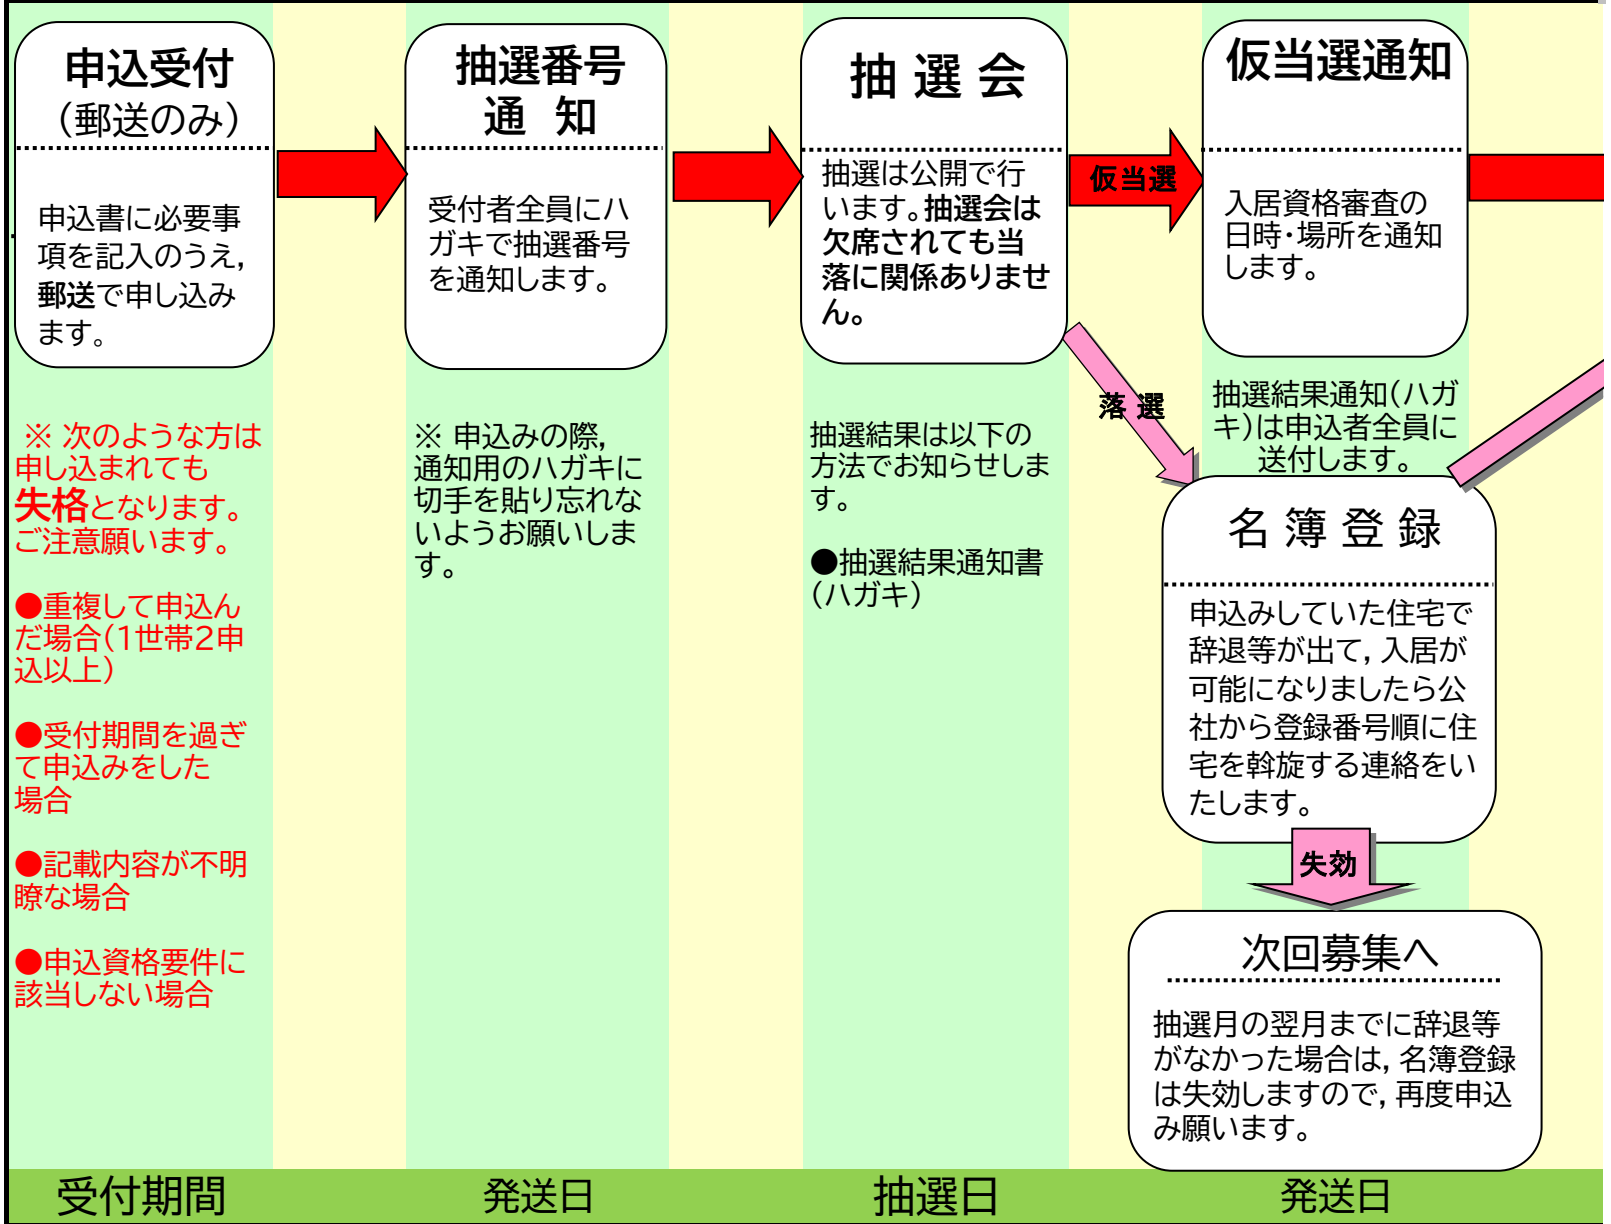 申込受付
（郵送のみ）
申込書に必要事
項を記入のうえ，
郵送で申し込み
ます。
※ 次のような方は
申し込まれても
失格となります。
ご注意願います。
●重複して申込ん
だ場合（１世帯２申
込以上）
●受付期間を過ぎ
て申込みをした
場合
●記載内容が不明
瞭な場合
●申込資格要件に
該当しない場合
受付期間
抽選番号
通　知
受付者全員にハ
ガキで抽選番号
を通知します。
※ 申込みの際，
通知用のハガキに
切手を貼り忘れな
いようお願いしま
す。
発送日
抽 選 会
抽選は公開で行
います。抽選会は
欠席されても当
落に関係ありませ
ん。
抽選結果は以下の
方法でお知らせしま
す。
●抽選結果通知書
（ハガキ）
抽選日
仮当選
落 選
仮当選通知
入居資格審査の
日時・場所を通知
します。
抽選結果通知（ハガ
キ）は申込者全員に
送付します。
名 簿 登 録
申込みしていた住宅で
辞退等が出て，入居が
可能になりましたら公
社から登録番号順に住
宅を斡旋する連絡をい
たします。
失効
次回募集へ
抽選月の翌月までに辞退等
がなかった場合は，名簿登録
は失効しますので，再度申込
み願います。
発送日